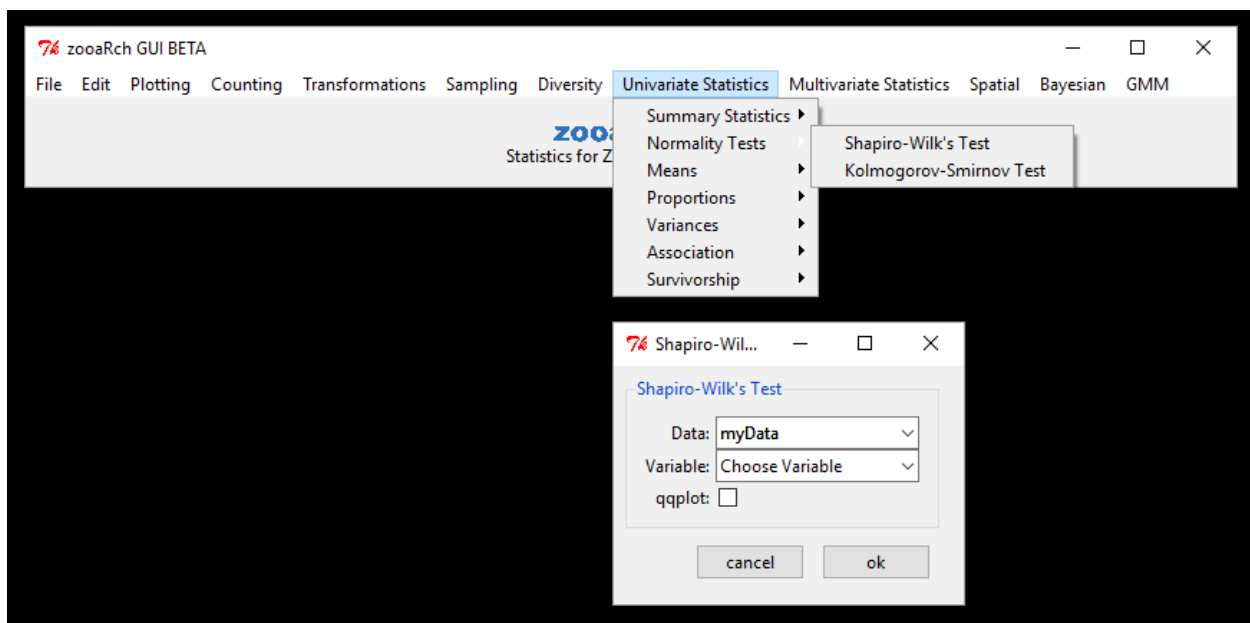 zooaRch GUI BETA
File Edit Plotting Counting Transformations Sampling Diversity Univariate Statistics Multivariate Statistics Spatial Bayesian GMM
zooa
Statistics for Z
Summary Statistics
Normality Tests
Means
Proportions
Variances
Association
Survivorship
Shapiro-Wilk's Test
Kolmogorov-Smirnov Test
Shapiro-Wil...
Shapiro-Wilk's Test
Data: myData
Variable: Choose Variable
qqplot:
cancel ok